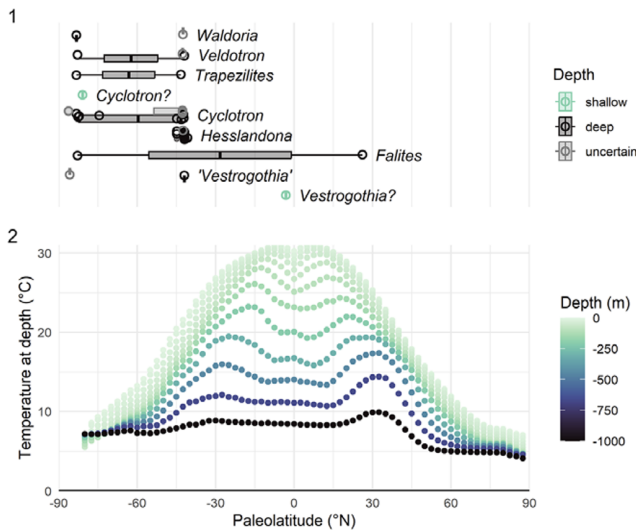 1
Waldoria
Veldotron
Trapezilites
Cyclotron?
Cyclotron
Hesslandona
Falites
'Vestrogothia'
Vestrogothia?
Depth
shallow
deep
uncertain
2
Temperature at depth (°C)
30
20
10
0
-90
-60
-30
0
30
60
90
Paleolatitude (°N)
Depth (m)
0
-250
-500
-750
-1000